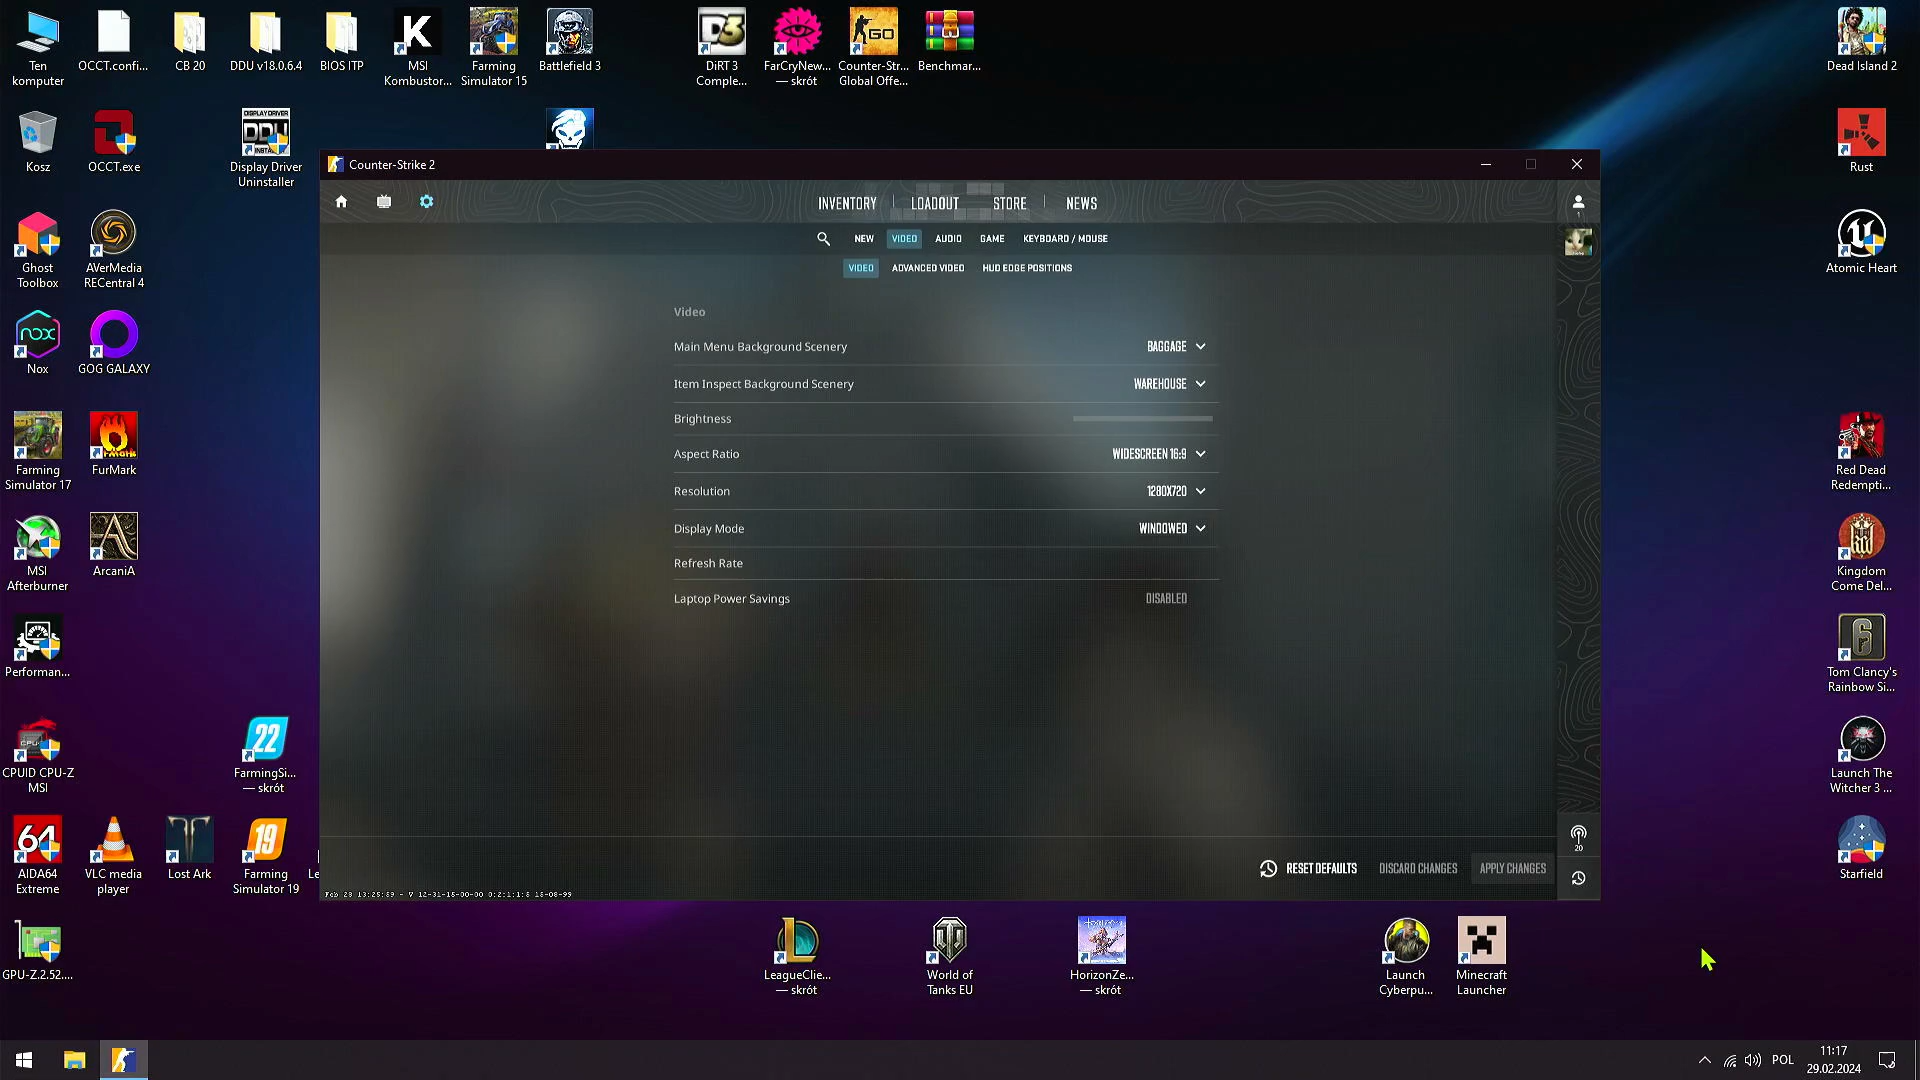 Ten
komputer
OCCT.confi...
CB 20
DDU v18.0.6.4
BIOS ITP
MSI
Kombustor...
Farming
Simulator 15
Battlefield 3
DiRT 3
Comple...
FarCryNew...
— skrót
Counter-Str...
Global Offe...
Benchmar...
Dead Island 2
Kosz
OCCT.exe
Display Driver
Uninstaller
Rust
Counter-Strike 2
INVENTORY
LOADOUT
STORE
NEWS
1
NEW
VIDEO
AUDIO
GAME
KEYBOARD / MOUSE
VIDEO
ADVANCED VIDEO
HUD EDGE POSITIONS
Video
Main Menu Background Scenery
BAGGAGE
Item Inspect Background Scenery
WAREHOUSE
Brightness
Aspect Ratio
WIDESCREEN 16:9
Resolution
1280X720
Display Mode
WINDOWED
Refresh Rate
Laptop Power Savings
DISABLED
RESET DEFAULTS
DISCARD CHANGES
APPLY CHANGES
20
Ghost
Toolbox
AVerMedia
RECentral 4
Atomic Heart
Nox
GOG GALAXY
Farming
Simulator 17
FurMark
Red Dead
Redempti...
MSI
Afterburner
ArcaniA
Kingdom
Come Del...
Performan...
Tom Clancy's
Rainbow Si...
CPUID CPU-Z
MSI
FarmingSi...
— skrót
Launch The
Witcher 3 ...
AIDA64
Extreme
VLC media
player
Lost Ark
Farming
Simulator 19
Starfield
GPU-Z.2.52....
LeagueClie...
— skrót
World of
Tanks EU
HorizonZe...
— skrót
Launch
Cyberpu...
Minecraft
Launcher
POL
11:17
29.02.2024